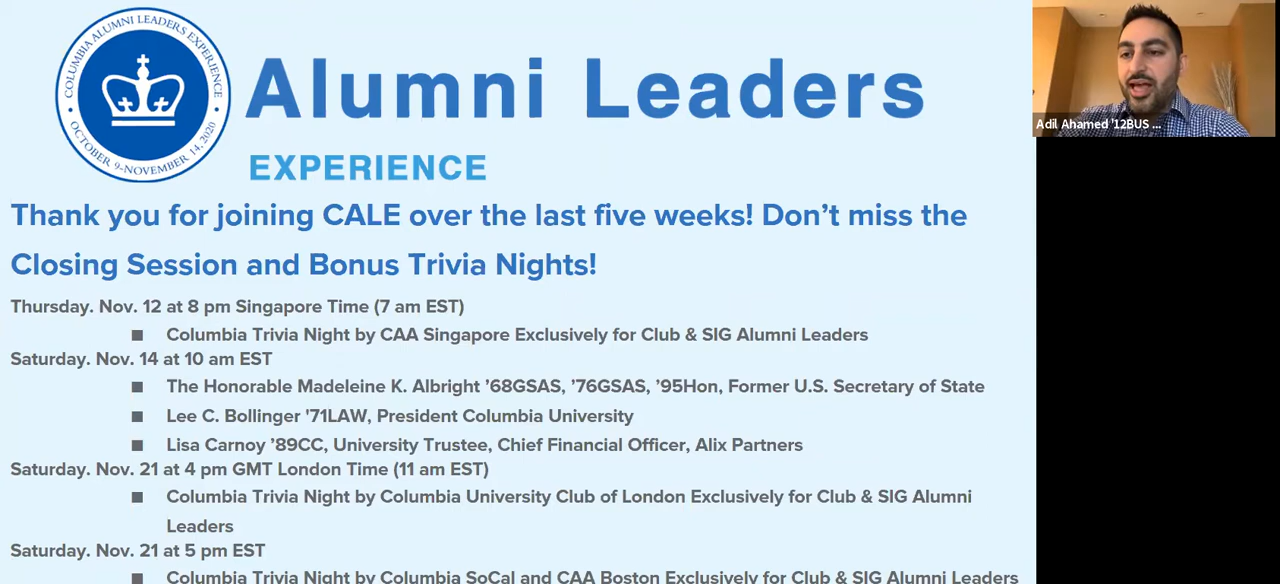 COLUMBIA ALUMNI LEADERS EXPERIENCE
• OCTOBER 9–NOVEMBER 14, 2020 •
Alumni Leaders
EXPERIENCE
Adil Ahamed '12BUS ...
Thank you for joining CALE over the last five weeks! Don’t miss the
Closing Session and Bonus Trivia Nights!
Thursday. Nov. 12 at 8 pm Singapore Time (7 am EST)
■ Columbia Trivia Night by CAA Singapore Exclusively for Club & SIG Alumni Leaders
Saturday. Nov. 14 at 10 am EST
■ The Honorable Madeleine K. Albright ’68GSAS, ’76GSAS, ’95Hon, Former U.S. Secretary of State
■ Lee C. Bollinger '71LAW, President Columbia University
■ Lisa Carnoy ’89CC, University Trustee, Chief Financial Officer, Alix Partners
Saturday. Nov. 21 at 4 pm GMT London Time (11 am EST)
■ Columbia Trivia Night by Columbia University Club of London Exclusively for Club & SIG Alumni
Leaders
Saturday. Nov. 21 at 5 pm EST
■ Columbia Trivia Night by Columbia SoCal and CAA Boston Exclusively for Club & SIG Alumni Leaders